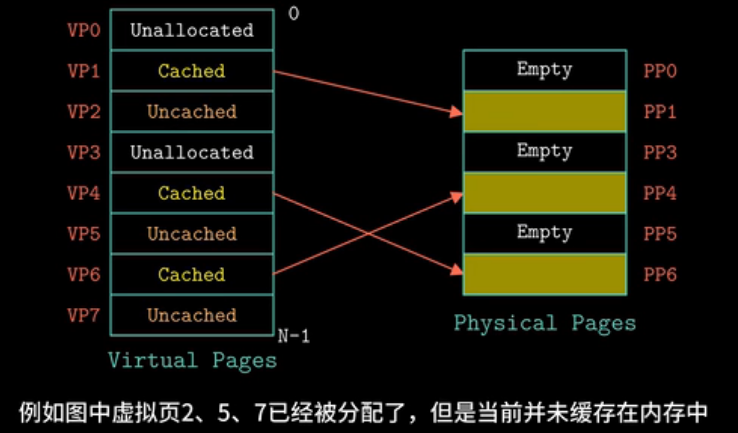 0
VP0 Unallocated
VP1 Cached Empty PP0
VP2 Uncached PP1
VP3 Unallocated Empty PP3
VP4 Cached PP4
VP5 Uncached Empty PP5
VP6 Cached PP6
VP7 Uncached
N-1
Physical Pages
Virtual Pages
例如图中虚拟页2、5、7已经被分配了，但是当前并未缓存在内存中